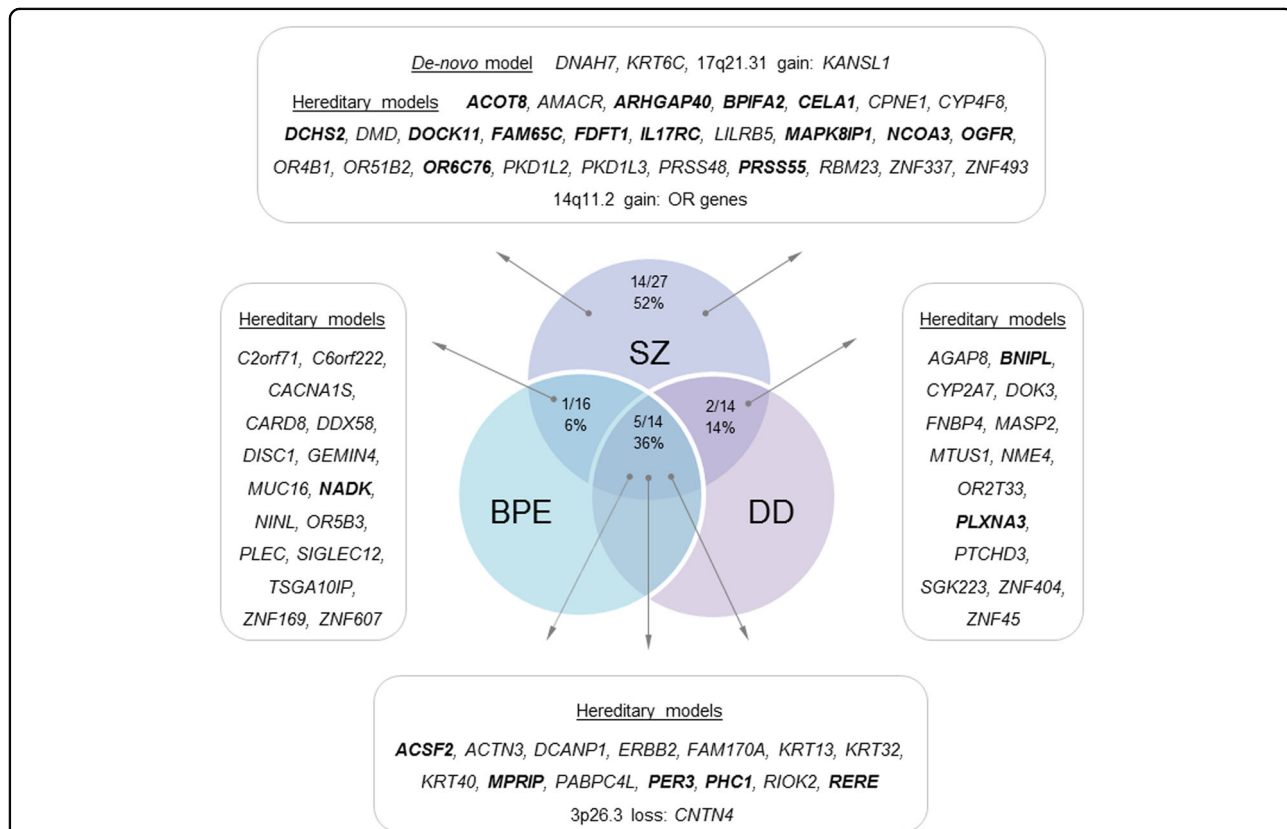 De-novo model DNAH7, KRT6C, 17q21.31 gain: KANSL1
Hereditary models ACOT8, AMACR, ARHGAP40, BPIFA2, CELA1, CPNE1, CYP4F8,
DCHS2, DMD, DOCK11, FAM65C, FDFT1, IL17RC, LILRB5, MAPK8IP1, NCOA3, OGFR,
OR4B1, OR51B2, OR6C76, PKD1L2, PKD1L3, PRSS48, PRSS55, RBM23, ZNF337, ZNF493
14q11.2 gain: OR genes
14/27
52%
SZ
Hereditary models
C2orf71, C6orf222,
CACNA1S,
CARD8, DDX58,
DISC1, GEMIN4,
MUC16, NADK,
NINL, OR5B3,
PLEC, SIGLEC12,
TSGA10IP,
ZNF169, ZNF607
1/16
6%
5/14
36%
2/14
14%
BPE
DD
Hereditary models
AGAP8, BNIPL,
CYP2A7, DOK3,
FNBP4, MASP2,
MTUS1, NME4,
OR2T33,
PLXNA3,
PTCHD3,
SGK223, ZNF404,
ZNF45
Hereditary models
ACSF2, ACTN3, DCANP1, ERBB2, FAM170A, KRT13, KRT32,
KRT40, MPRIP, PABPC4L, PER3, PHC1, RIOK2, RERE
3p26.3 loss: CNTN4